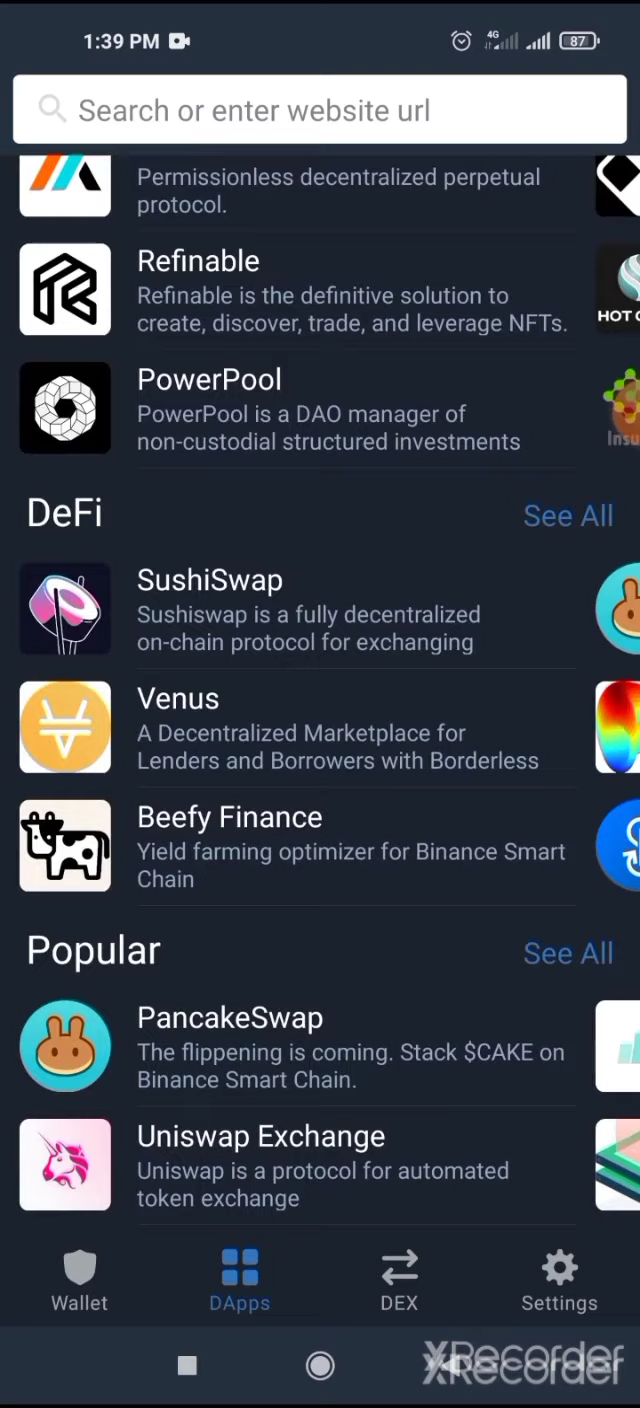 1:39 PM
4G
87
Search or enter website url
Permissionless decentralized perpetual
protocol.
Refinable
Refinable is the definitive solution to
create, discover, trade, and leverage NFTs.
HOT
PowerPool
PowerPool is a DAO manager of
non-custodial structured investments
Insu
DeFi
See All
SushiSwap
Sushiswap is a fully decentralized
on-chain protocol for exchanging
Venus
A Decentralized Marketplace for
Lenders and Borrowers with Borderless
Beefy Finance
Yield farming optimizer for Binance Smart
Chain
Popular
See All
PancakeSwap
The flippening is coming. Stack $CAKE on
Binance Smart Chain.
Uniswap Exchange
Uniswap is a protocol for automated
token exchange
Wallet
DApps
DEX
Settings
XRecorder